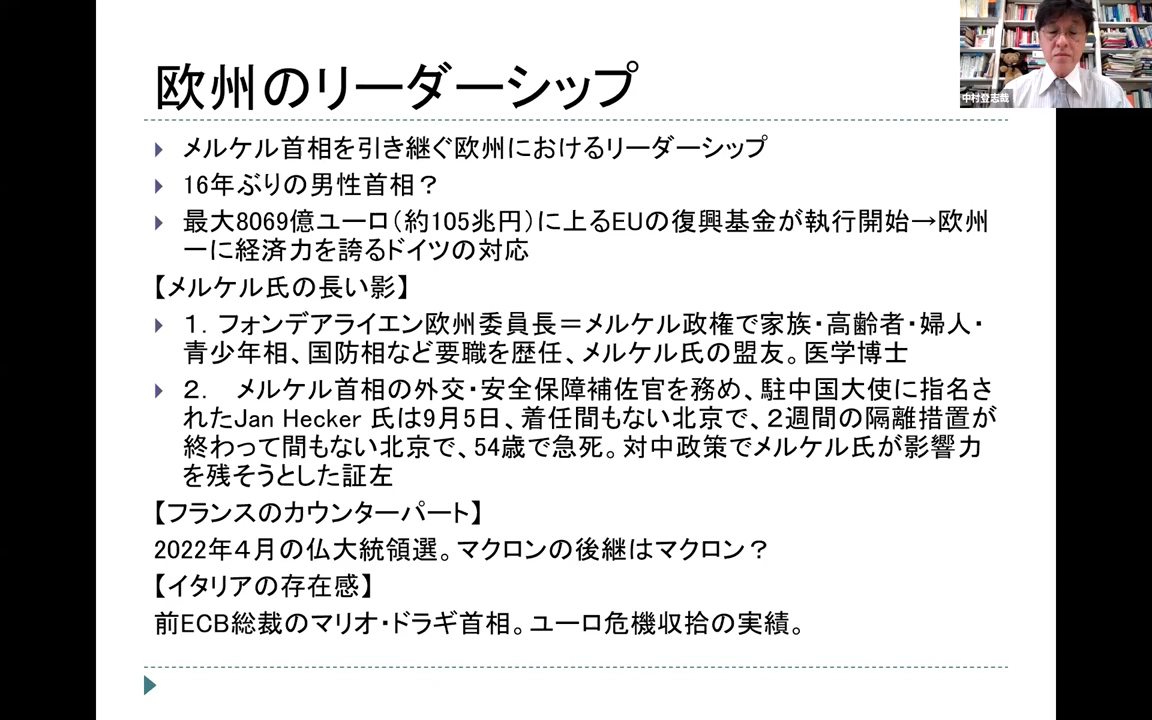 欧州のリーダーシップ
中村登志哉
メルケル首相を引き継ぐ欧州におけるリーダーシップ
16年ぶりの男性首相？
最大8069億ユーロ（約105兆円）に上るEUの復興基金が執行開始→欧州
一に経済力を誇るドイツの対応
【メルケル氏の長い影】
１．フォンデアライエン欧州委員長＝メルケル政権で家族・高齢者・婦人・
青少年相、国防相など要職を歴任、メルケル氏の盟友。医学博士
２．　メルケル首相の外交・安全保障補佐官を務め、駐中国大使に指名さ
れたJan Hecker 氏は9月5日、着任間もない北京で、２週間の隔離措置が
終わって間もない北京で、54歳で急死。対中政策でメルケル氏が影響力
を残そうとした証左
【フランスのカウンターパート】
2022年４月の仏大統領選。マクロンの後継はマクロン？
【イタリアの存在感】
前ECB総裁のマリオ・ドラギ首相。ユーロ危機収拾の実績。